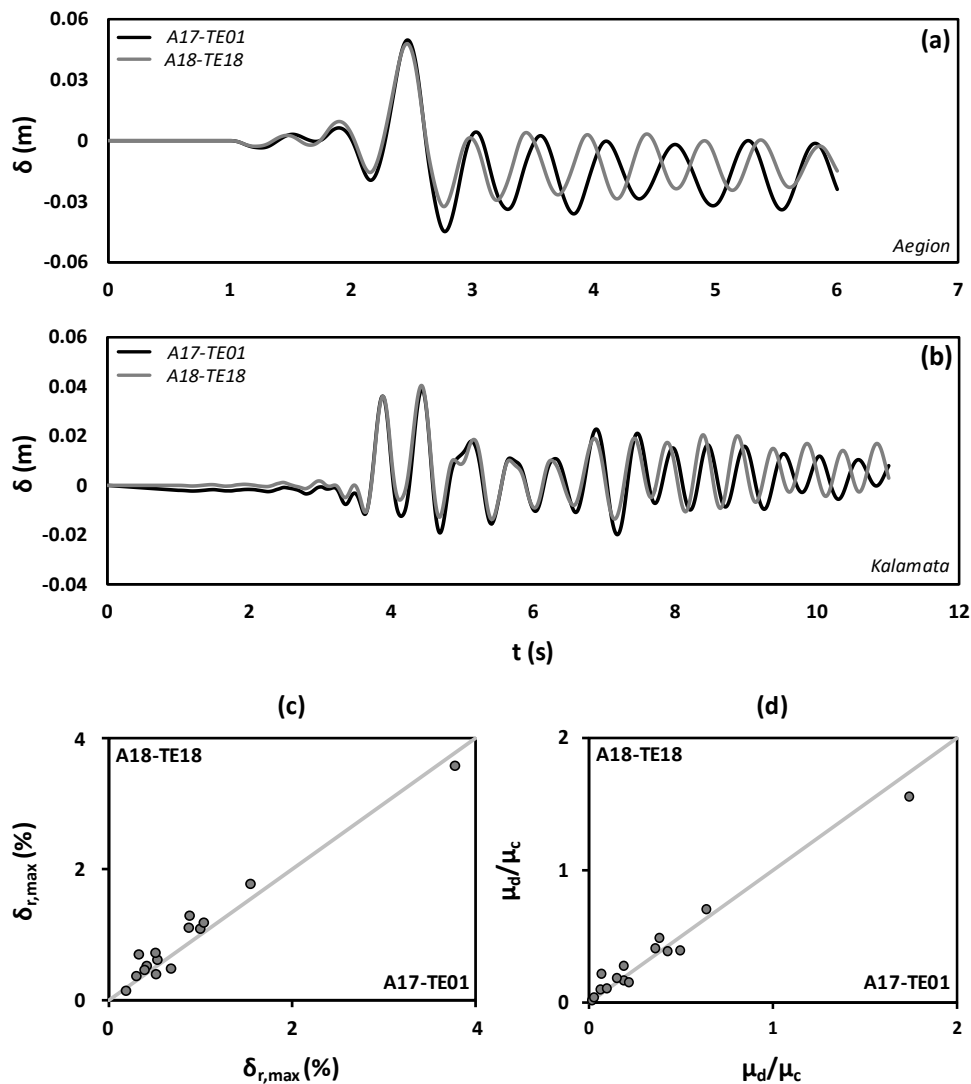 0.06
A17-TE01
A18-TE18
(a)
0.03
0
-0.03
-0.06
δ (m)
Aegion
0 1 2 3 4 5 6 7
0.06
A17-TE01
A18-TE18
(b)
0.04
0.02
0
-0.02
-0.04
δ (m)
Kalamata
0 2 4 6 8 10 12
t (s)
(c)
4
A18-TE18
2
0
δr,max (%)
A17-TE01
0 2 4
δr,max (%)
(d)
2
A18-TE18
1
0
μd/μc
A17-TE01
0 1 2
μd/μc